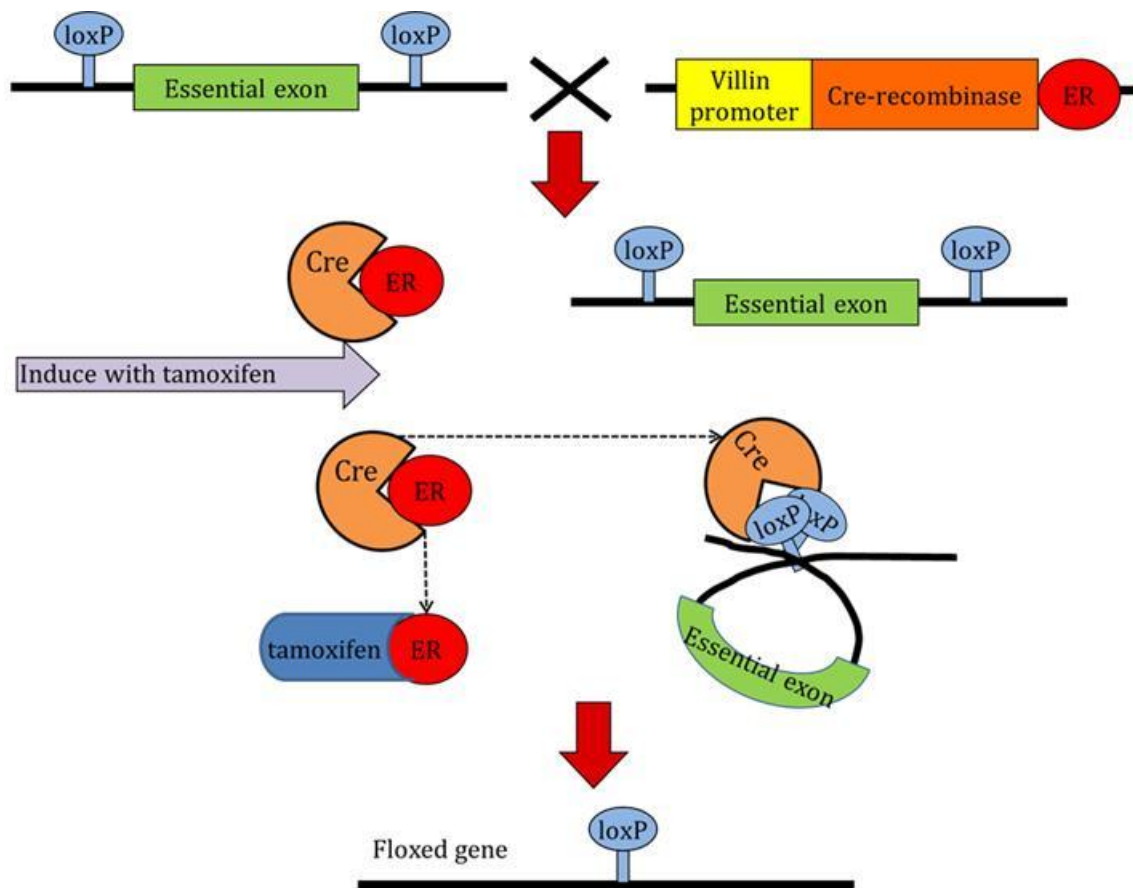 loxP
loxP
Essential exon
Villin
promoter
Cre-recombinase
ER
Cre
ER
loxP
loxP
Essential exon
Induce with tamoxifen
Cre
ER
Cre
loxP
loxP
tamoxifen
ER
Essential exon
loxP
Floxed gene